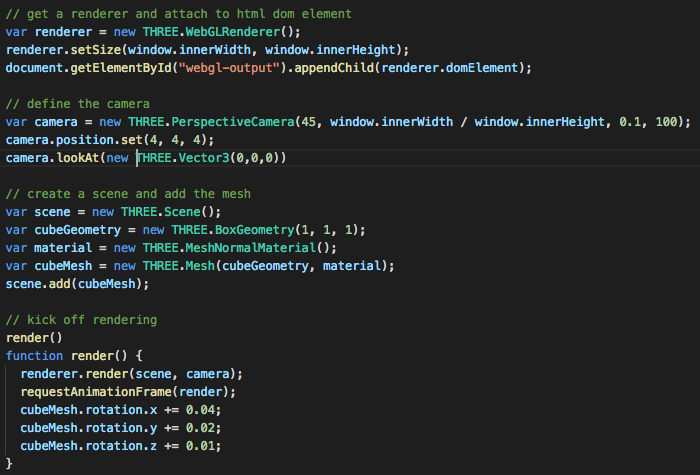 // get a renderer and attach to html dom element
var renderer = new THREE.WebGLRenderer();
renderer.setSize(window.innerWidth, window.innerHeight);
document.getElementById("webgl-output").appendChild(renderer.domElement);

// define the camera
var camera = new THREE.PerspectiveCamera(45, window.innerWidth / window.innerHeight, 0.1, 100);
camera.position.set(4, 4, 4);
camera.lookAt(new THREE.Vector3(0,0,0))

// create a scene and add the mesh
var scene = new THREE.Scene();
var cubeGeometry = new THREE.BoxGeometry(1, 1, 1);
var material = new THREE.MeshNormalMaterial();
var cubeMesh = new THREE.Mesh(cubeGeometry, material);
scene.add(cubeMesh);

// kick off rendering
render()
function render() {
  renderer.render(scene, camera);
  requestAnimationFrame(render);
  cubeMesh.rotation.x += 0.04;
  cubeMesh.rotation.y += 0.02;
  cubeMesh.rotation.z += 0.01;
}